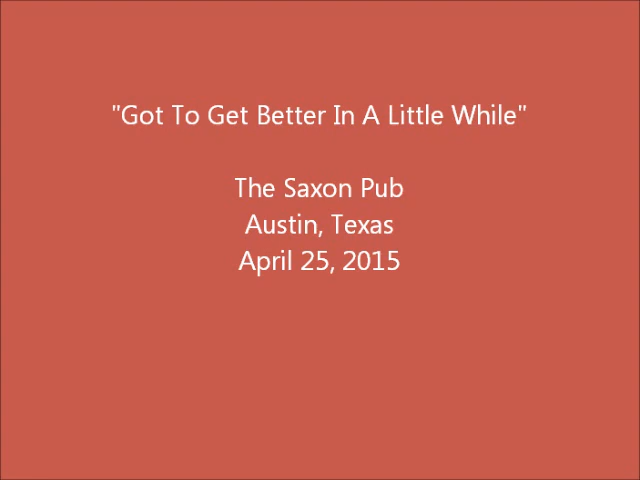 "Got To Get Better In A Little While"
The Saxon Pub
Austin, Texas
April 25, 2015